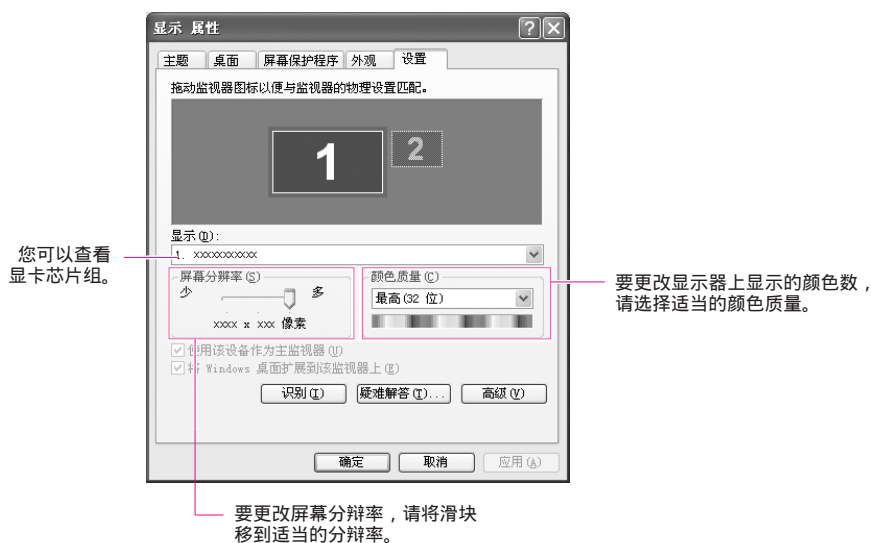 显示 属性
主题 桌面 屏幕保护程序 外观 设置
拖动监视器图标以便与监视器的物理设置匹配。
1
2
显示(D):
1. xxxxxxxxxxx
您可以查看
显卡芯片组。
屏幕分辨率(S)
少 多
xxxx x xxx 像素
颜色质量(C)
最高(32 位)
要更改显示器上显示的颜色数,
请选择适当的颜色质量。
使用该设备作为主监视器(U)
将 Windows 桌面扩展到该监视器上(E)
识别(I) 疑难解答(T)... 高级(V)
确定 取消 应用(A)
要更改屏幕分辩率,请将滑块
移到适当的分辩率。